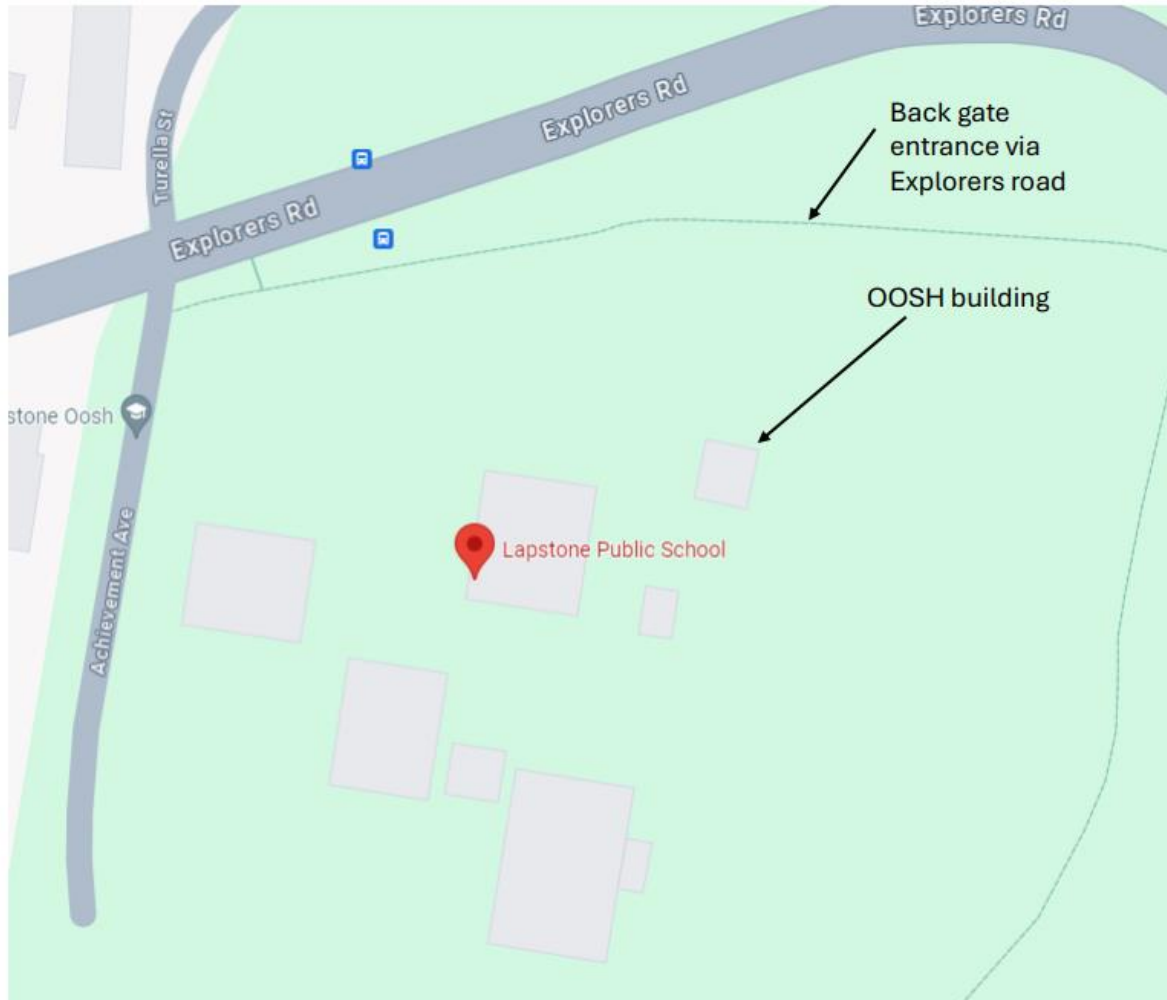 Explorers Rd
Explorers Rd
Turella St
Back gate
entrance via
Explorers road
Explorers Rd
OOSH building
stone Oosh
Lapstone Public School
Achievement Ave